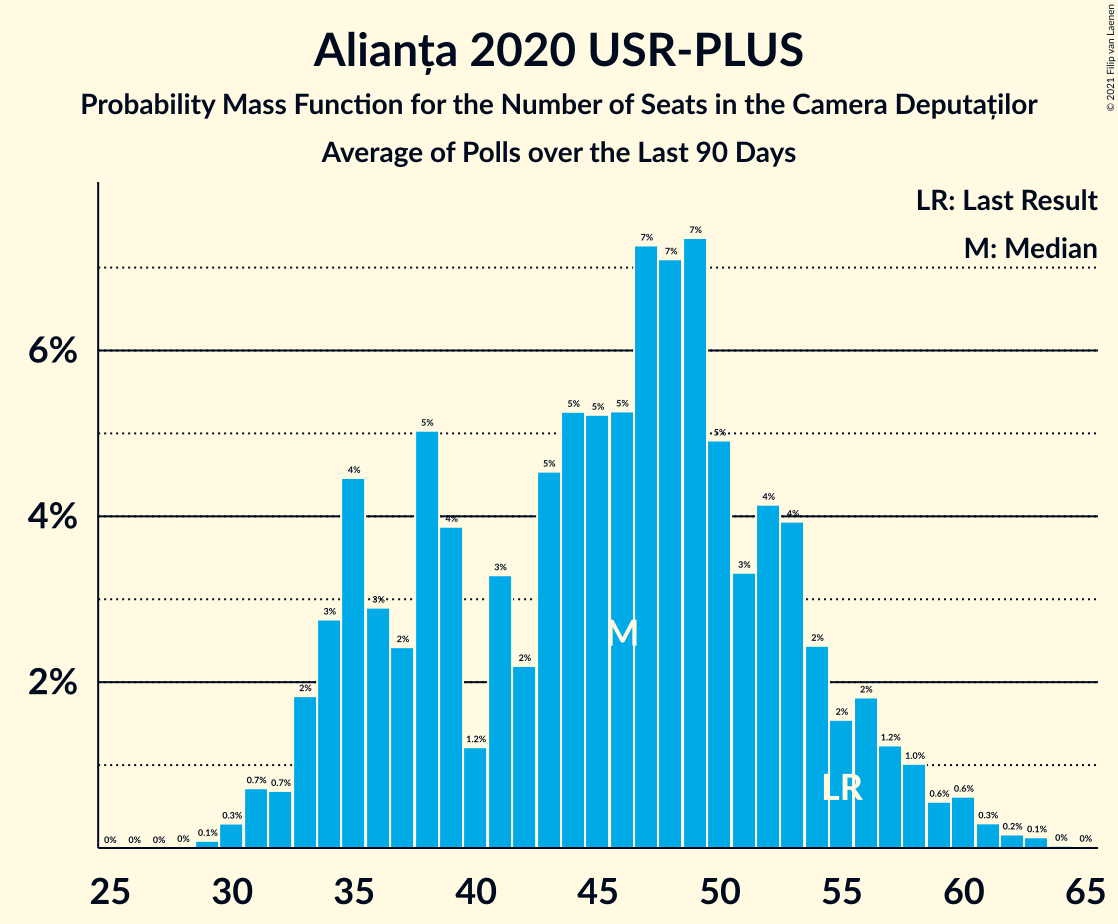 Alianța 2020 USR-PLUS
Probability Mass Function for the Number of Seats in the Camera Deputaților
Average of Polls over the Last 90 Days
© 2021 Filip van Laenen
LR: Last Result
M: Median
6%
4%
2%
0% 0% 0% 0% 0.1% 0.3% 0.7% 0.7% 2% 3% 4% 3% 2% 5% 4% 1.2% 3% 2% 5% 5% 5% 5% 7% 7% 7% 5% 3% 4% 4% 2% 2% 2% 1.2% 1.0% 0.6% 0.6% 0.3% 0.2% 0.1% 0% 0%
M
LR
25 30 35 40 45 50 55 60 65